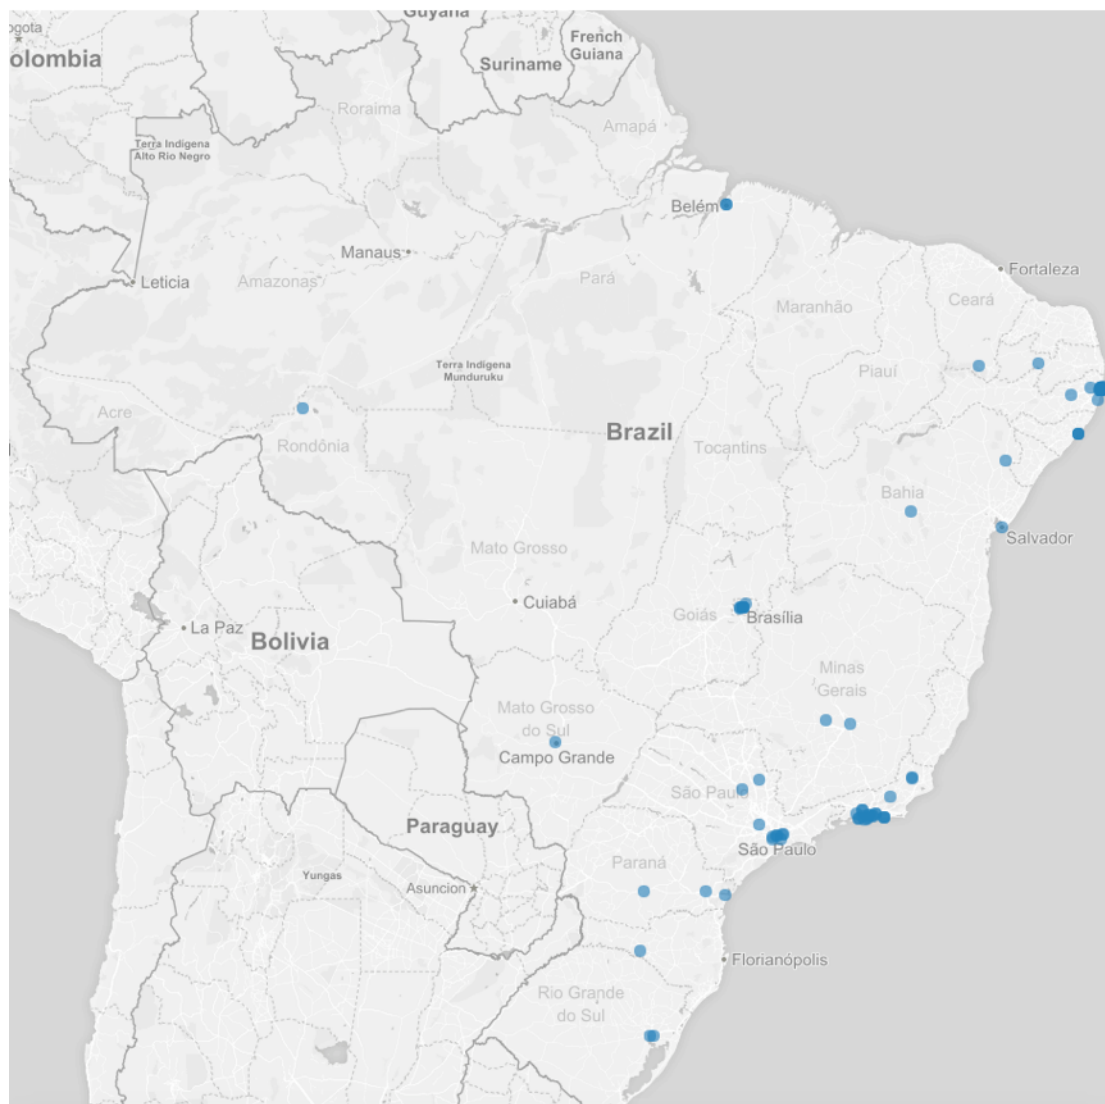 Guyana
ogota
olombia
French
Guiana
Suriname
Roraima
Amapá
Terra Indígena
Alto Rio Negro
Belém
Manaus
Fortaleza
Leticia
Amazonas
Pará
Ceará
Maranhão
Terra Indígena
Munduruku
Piauí
Acre
Brazil
Rondônia
Tocantins
Bahia
Salvador
Mato Grosso
Cuiabá
Goiás
Brasília
La Paz
Bolivia
Minas
Gerais
Mato Grosso
do Sul
Campo Grande
São Paulo
Paraguay
São Paulo
Paraná
Yungas
Asuncion
Florianópolis
Rio Grande
do Sul